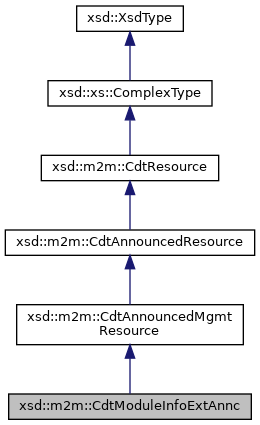 xsd::XsdType
xsd::xs::ComplexType
xsd::m2m::CdtResource
xsd::m2m::CdtAnnouncedResource
xsd::m2m::CdtAnnouncedMgmt
Resource
xsd::m2m::CdtModuleInfoExtAnnc